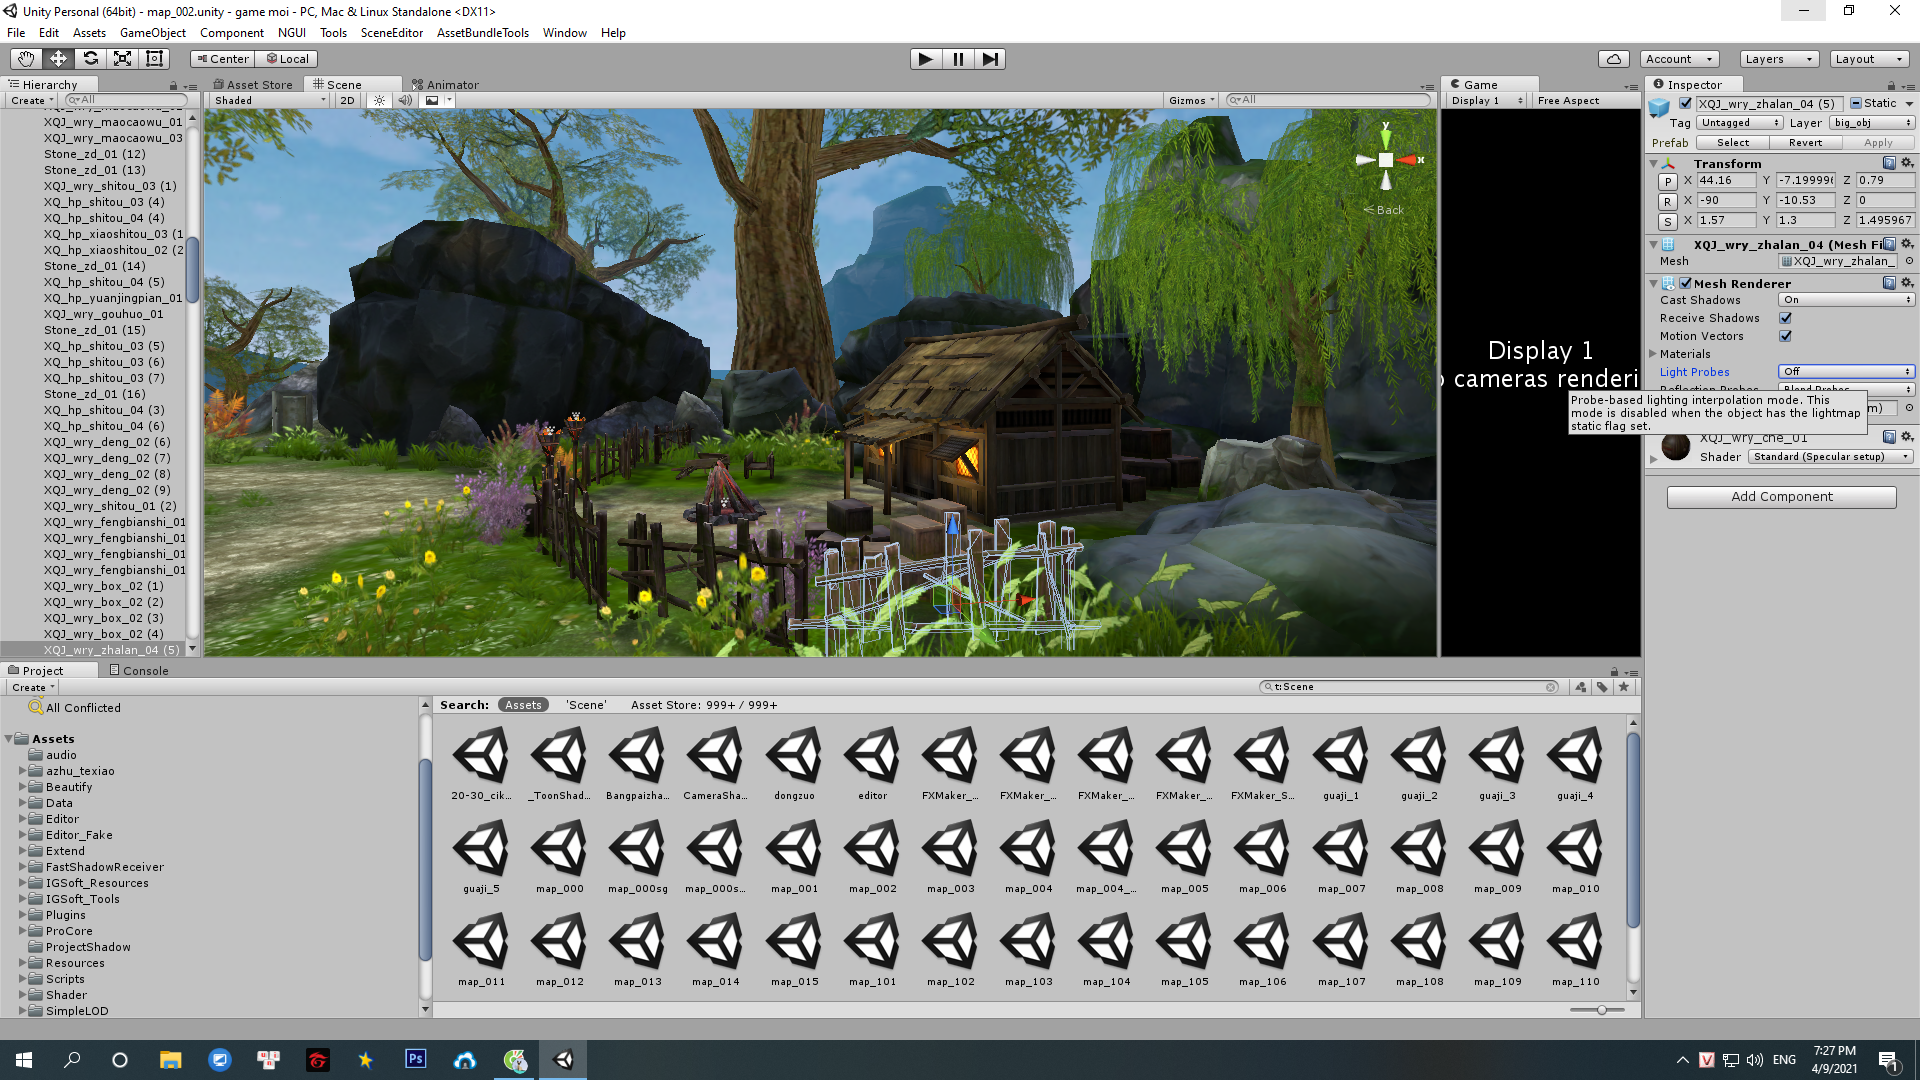 Unity Personal (64bit) - map_002.unity - game moi - PC, Mac & Linux Standalone <DX11>
File Edit Assets GameObject Component NGUI Tools SceneEditor AssetBundleTools Window Help
Center Local
Account Layers Layout
Hierarchy
Create All
XQJ_wry_maocaowu_01
XQJ_wry_maocaowu_03
Stone_zd_01 (12)
Stone_zd_01 (13)
XQJ_wry_shitou_03 (1)
XQ_hp_shitou_03 (4)
XQ_hp_shitou_04 (4)
XQ_hp_xiaoshitou_03 (1
XQ_hp_xiaoshitou_02 (2
Stone_zd_01 (14)
XQ_hp_shitou_04 (5)
XQ_hp_yuanjingpian_01
XQJ_wry_gouhuo_01
Stone_zd_01 (15)
XQ_hp_shitou_03 (5)
XQ_hp_shitou_03 (6)
XQ_hp_shitou_03 (7)
Stone_zd_01 (16)
XQ_hp_shitou_04 (3)
XQ_hp_shitou_04 (6)
XQJ_wry_deng_02 (6)
XQJ_wry_deng_02 (7)
XQJ_wry_deng_02 (8)
XQJ_wry_deng_02 (9)
XQJ_wry_shitou_01 (2)
XQJ_wry_fengbianshi_01
XQJ_wry_fengbianshi_01
XQJ_wry_fengbianshi_01
XQJ_wry_fengbianshi_01
XQJ_wry_box_02 (1)
XQJ_wry_box_02 (2)
XQJ_wry_box_02 (3)
XQJ_wry_box_02 (4)
XQJ_wry_zhalan_04 (5)
Asset Store Scene Animator
Shaded 2D Gizmos All
y
x
Back
Game
Display 1 Free Aspect
Display 1
cameras renderi
Inspector
XQJ_wry_zhalan_04 (5) Static
Tag Untagged Layer big_obj
Prefab Select Revert Apply
Transform
P X 44.16 Y -7.199996 Z 0.79
R X -90 Y -10.53 Z 0
S X 1.57 Y 1.3 Z 1.495967
XQJ_wry_zhalan_04 (Mesh Fi
Mesh XQJ_wry_zhalan_
Mesh Renderer
Cast Shadows On
Receive Shadows
Motion Vectors
Materials
Light Probes Off
Reflection Probes Blend Probes
Probe-based lighting interpolation mode. This
mode is disabled when the object has the lightmap
static flag set.
XQJ_wry_che_01
Shader Standard (Specular setup)
Add Component
Project Console
Create t:Scene
All Conflicted
Assets
audio
azhu_texiao
Beautify
Data
Editor
Editor_Fake
Extend
FastShadowReceiver
IGSoft_Resources
IGSoft_Tools
Plugins
ProCore
ProjectShadow
Resources
Scripts
Shader
SimpleLOD
Search: Assets 'Scene' Asset Store: 999+ / 999+
20-30_cik... _ToonShad... Bangpaizha... CameraSha... dongzuo editor FXMaker_... FXMaker_... FXMaker_... FXMaker_... FXMaker_S... guaji_1 guaji_2 guaji_3 guaji_4
guaji_5 map_000 map_000sg map_000s... map_001 map_002 map_003 map_004 map_004_... map_005 map_006 map_007 map_008 map_009 map_010
map_011 map_012 map_013 map_014 map_015 map_101 map_102 map_103 map_104 map_105 map_106 map_107 map_108 map_109 map_110
Ps
ENG
7:27 PM
4/9/2021
1